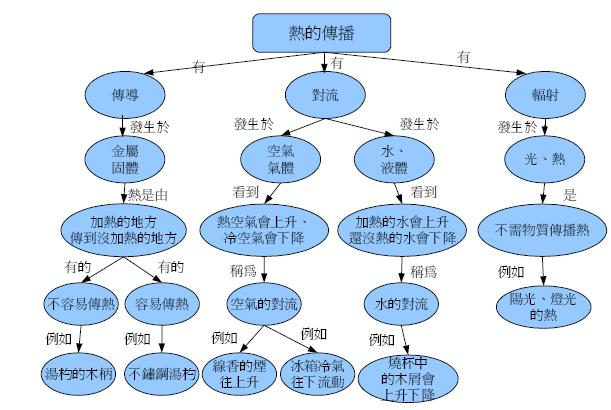 熱的傳播
有
有
有
傳導
對流
輻射
發生於
發生於
發生於
發生於
金屬
固體
空氣
氣體
水、
液體
光、熱
熱是由
看到
看到
是
加熱的地方
傳到沒加熱的地方
熱空氣會上升、
冷空氣會下降
加熱的水會上升
還沒熱的水會下降
不需物質傳播熱
有的
有的
稱爲
稱爲
例如
不容易傳熱
容易傳熱
空氣的對流
水的對流
陽光、燈光
的熱
例如
例如
例如
例如
例如
湯杓的木柄
不鏽鋼湯杓
線香的煙
往上升
冰箱冷氣
往下流動
燒杯中
的木屑會
上升下降